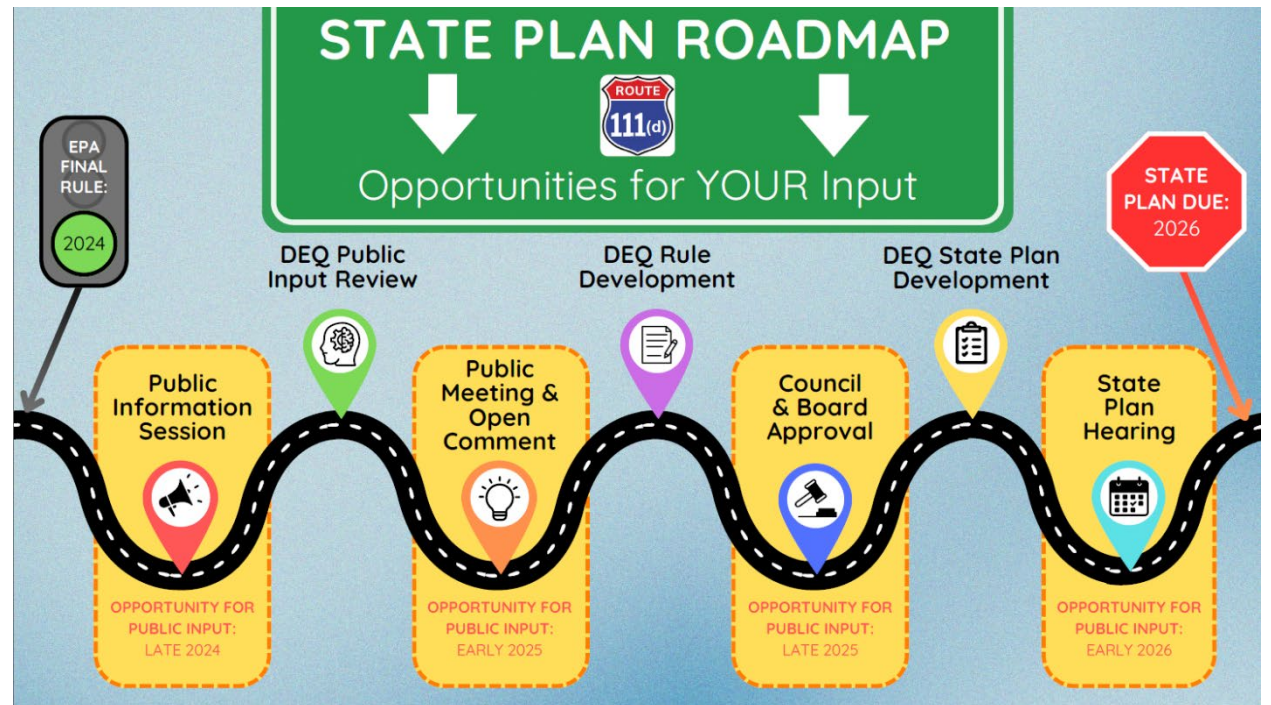 STATE PLAN ROADMAP
ROUTE
111(d)
Opportunities for YOUR Input
EPA
FINAL
RULE:
2024
STATE
PLAN DUE:
2026
DEQ Public
Input Review
DEQ Rule
Development
DEQ State Plan
Development
Public
Information
Session
OPPORTUNITY FOR
PUBLIC INPUT:
LATE 2024
Public
Meeting &
Open
Comment
OPPORTUNITY FOR
PUBLIC INPUT:
EARLY 2025
Council
& Board
Approval
OPPORTUNITY FOR
PUBLIC INPUT:
LATE 2025
State
Plan
Hearing
OPPORTUNITY FOR
PUBLIC INPUT:
EARLY 2026